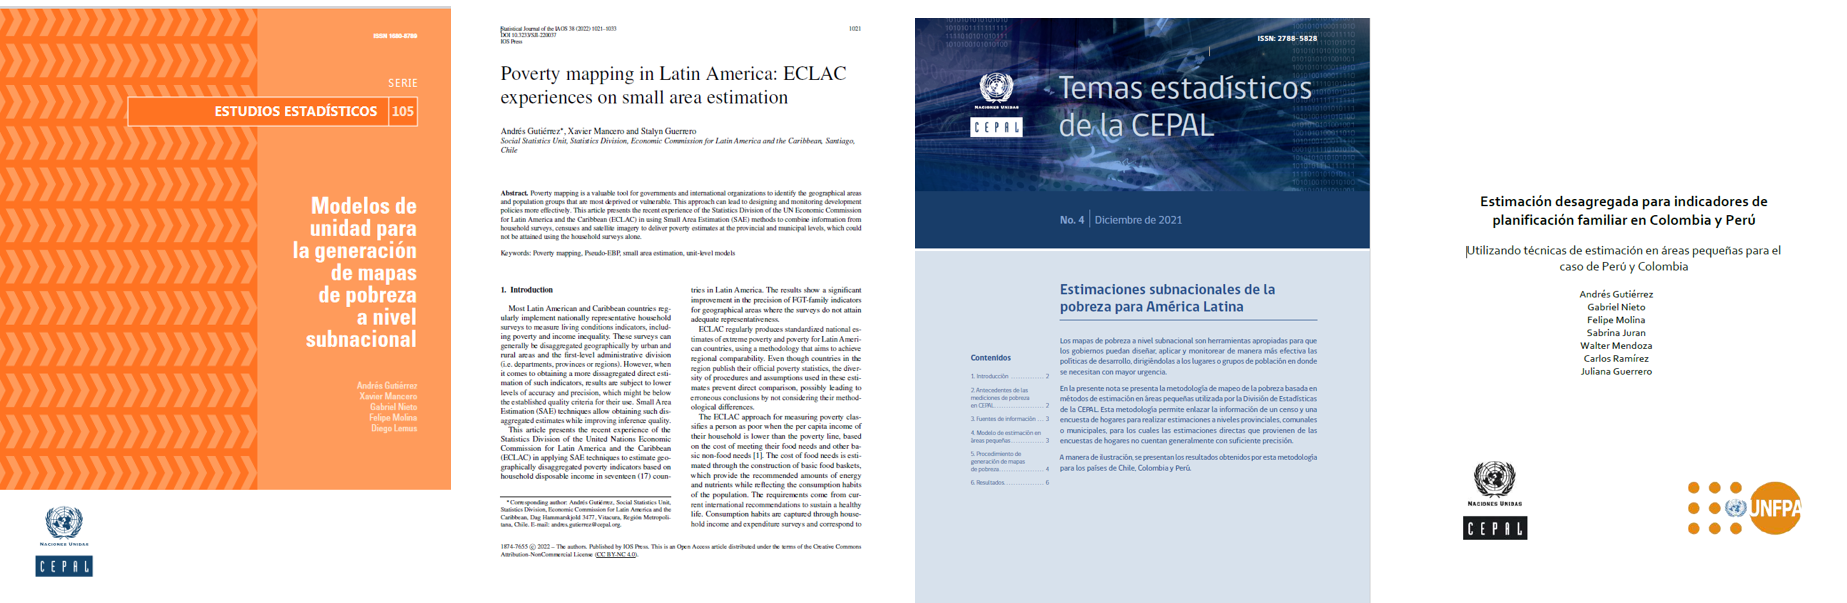 ISSN 1680-8789
SERIE
ESTUDIOS ESTADÍSTICOS 105
Modelos de
unidad para
la generación
de mapas
de pobreza
a nivel
subnacional
Andrés Gutiérrez
Xavier Mancero
Gabriel Nieto
Felipe Molina
Diego Lemus
NACIONES UNIDAS
CEPAL
Statistical Journal of the IAOS 38 (2022) 1021–1033
DOI 10.3233/SJI-220037
IOS Press
1021
Poverty mapping in Latin America: ECLAC
experiences on small area estimation
Andrés Gutiérrez*, Xavier Mancero and Stalyn Guerrero
Social Statistics Unit, Statistics Division, Economic Commission for Latin America and the Caribbean, Santiago,
Chile
Abstract. Poverty mapping is a valuable tool for governments and international organizations to identify the geographical areas
and population groups that are most deprived or vulnerable. This approach can lead to designing and monitoring development
policies more effectively. This article presents the recent experience of the Statistics Division of the UN Economic Commission
for Latin America and the Caribbean (ECLAC) in using Small Area Estimation (SAE) methods to combine information from
household surveys, censuses and satellite imagery to deliver poverty estimates at the provincial and municipal levels, which could
not be attained using the household surveys alone.
Keywords: Poverty mapping, Pseudo-EBP, small area estimation, unit-level models
1. Introduction
Most Latin American and Caribbean countries reg-
ularly implement nationally representative household
surveys to measure living conditions indicators, includ-
ing poverty and income inequality. These surveys can
generally be disaggregated geographically by urban and
rural areas and the first-level administrative division
(i.e. departments, provinces or regions). However, when
it comes to obtaining a more disaggregated direct esti-
mation of such indicators, results are subject to lower
levels of accuracy and precision, which might be below
the established quality criteria for their use. Small Area
Estimation (SAE) techniques allow obtaining such dis-
aggregated estimates while improving inference quality.
This article presents the recent experience of the
Statistics Division of the United Nations Economic
Commission for Latin America and the Caribbean
(ECLAC) in applying SAE techniques to estimate geo-
graphically disaggregated poverty indicators based on
household disposable income in seventeen (17) coun-
*Corresponding author: Andrés Gutiérrez, Social Statistics Unit,
Statistics Division, Economic Commission for Latin America and the
Caribbean, Dag Hammarskjold 3477, Vitacura, Región Metropoli-
tana, Chile. E-mail: andres.gutierrez@cepal.org.
tries in Latin America. The results show a significant
improvement in the precision of FGT-family indicators
for geographical areas where the surveys do not attain
adequate representativeness.
ECLAC regularly produces standardized national es-
timates of extreme poverty and poverty for Latin Ameri-
can countries, using a methodology that aims to achieve
regional comparability. Even though countries in the
region publish their official poverty statistics, the diver-
sity of procedures and assumptions used in these esti-
mates prevent direct comparison, possibly leading to
erroneous conclusions by not considering their method-
ological differences.
The ECLAC approach for measuring poverty clas-
sifies a person as poor when the per capita income of
their household is lower than the poverty line, based
on the cost of meeting their food needs and other ba-
sic non-food needs [1]. The cost of food needs is esti-
mated through the construction of basic food baskets,
which provide the recommended amounts of energy
and nutrients while reflecting the consumption habits
of the population. The requirements come from cur-
rent international recommendations to sustain a healthy
life. Consumption habits are captured through house-
hold income and expenditure surveys and correspond to
1874-7655 © 2022 – The authors. Published by IOS Press. This is an Open Access article distributed under the terms of the Creative Commons
Attribution-NonCommercial License (CC BY-NC 4.0).
ISSN: 2788-5828
NACIONES UNIDAS
CEPAL
Temas estadísticos
de la CEPAL
No. 4 | Diciembre de 2021
Estimaciones subnacionales de la
pobreza para América Latina
Contenidos
1. Introducción 2
2. Antecedentes de las
mediciones de pobreza
en CEPAL 2
3. Fuentes de información 3
4. Modelo de estimación en
áreas pequeñas 3
5. Procedimiento de
generación de mapas
de pobreza 4
6. Resultados 6
Los mapas de pobreza a nivel subnacional son herramientas apropiadas para que
los gobiernos puedan diseñar, aplicar y monitorear de manera más efectiva las
políticas de desarrollo, dirigiéndolas a los lugares o grupos de población en donde
se necesitan con mayor urgencia.
En la presente nota se presenta la metodología de mapeo de la pobreza basada en
métodos de estimación en áreas pequeñas utilizada por la División de Estadísticas
de la CEPAL. Esta metodología permite enlazar la información de un censo y una
encuesta de hogares para realizar estimaciones a niveles provinciales, comunales
o municipales, para los cuales las estimaciones directas que provienen de las
encuestas de hogares no cuentan generalmente con suficiente precisión.
A manera de ilustración, se presentan los resultados obtenidos por esta metodología
para los países de Chile, Colombia y Perú.
Estimación desagregada para indicadores de
planificación familiar en Colombia y Perú
Utilizando técnicas de estimación en áreas pequeñas para el
caso de Perú y Colombia
Andrés Gutiérrez
Gabriel Nieto
Felipe Molina
Sabrina Juran
Walter Mendoza
Carlos Ramírez
Juliana Guerrero
NACIONES UNIDAS
CEPAL
UNFPA